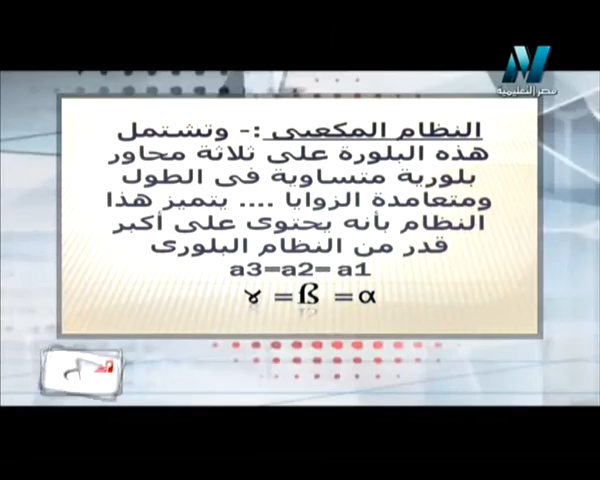 مصر التعليمية
النظام المكعبى :- وتشتمل
هذه البلورة على ثلاثة محاور
بلورية متساوية فى الطول
ومتعامدة الزوايا .... يتميز هذا
النظام بأنه يحتوى على أكبر
قدر من النظام البلورى
a3=a2= a1
ɤ = ß = α